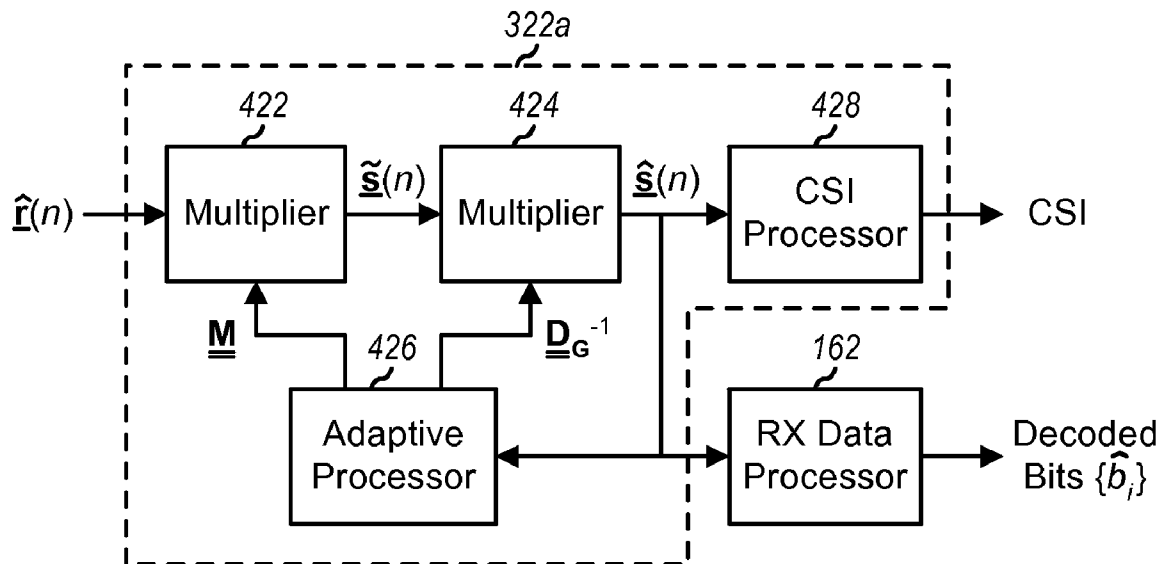 322a
422
424
428
r̲̂(n)
Multiplier
s̲̃(n)
Multiplier
ŝ̲(n)
CSI
Processor
CSI
M̳
D̳_G⁻¹
426
162
Adaptive
Processor
RX Data
Processor
Decoded
Bits {b̂_i}